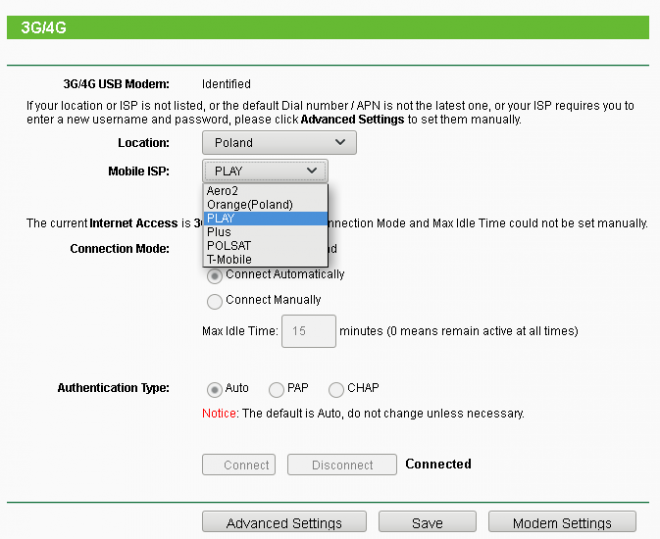 3G/4G
3G/4G USB Modem: Identified
If your location or ISP is not listed, or the default Dial number / APN is not the latest one, or your ISP requires you to
enter a new username and password, please click Advanced Settings to set them manually.
Location: Poland
Mobile ISP: PLAY
Aero2
Orange(Poland)
The current Internet Access is 3 nnection Mode and Max Idle Time could not be set manually.
PLAY
Plus
Connection Mode:
POLSAT
T-Mobile
Connect Automatically
Connect Manually
Max Idle Time: 15 minutes (0 means remain active at all times)
Authentication Type: Auto PAP CHAP
Notice: The default is Auto, do not change unless necessary.
Connect Disconnect Connected
Advanced Settings Save Modem Settings